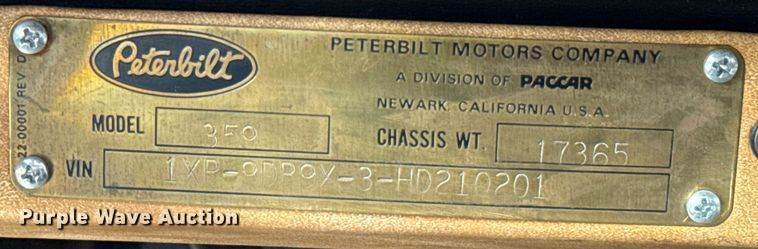 Peterbilt
PETERBILT MOTORS COMPANY
A DIVISION OF PACCAR
NEWARK, CALIFORNIA U.S.A.
MODEL 359
CHASSIS WT. 17365
VIN 1XP-9DB9X-3-HD210201
22-00001 REV. D
Purple Wave Auction